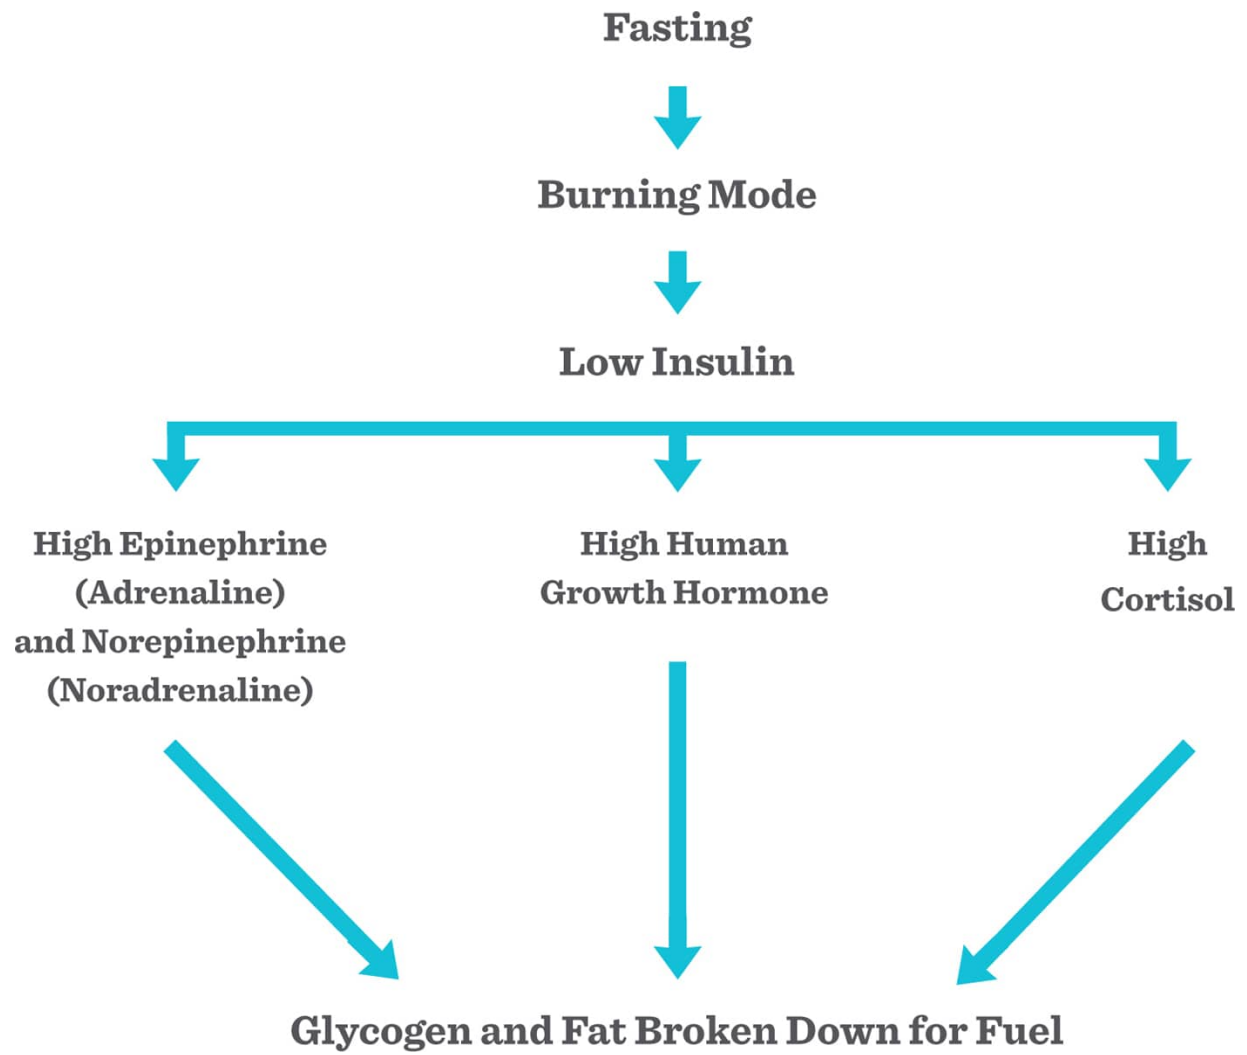 Fasting
Burning Mode
Low Insulin
High Epinephrine
(Adrenaline)
and Norepinephrine
(Noradrenaline)
High Human
Growth Hormone
High
Cortisol
Glycogen and Fat Broken Down for Fuel